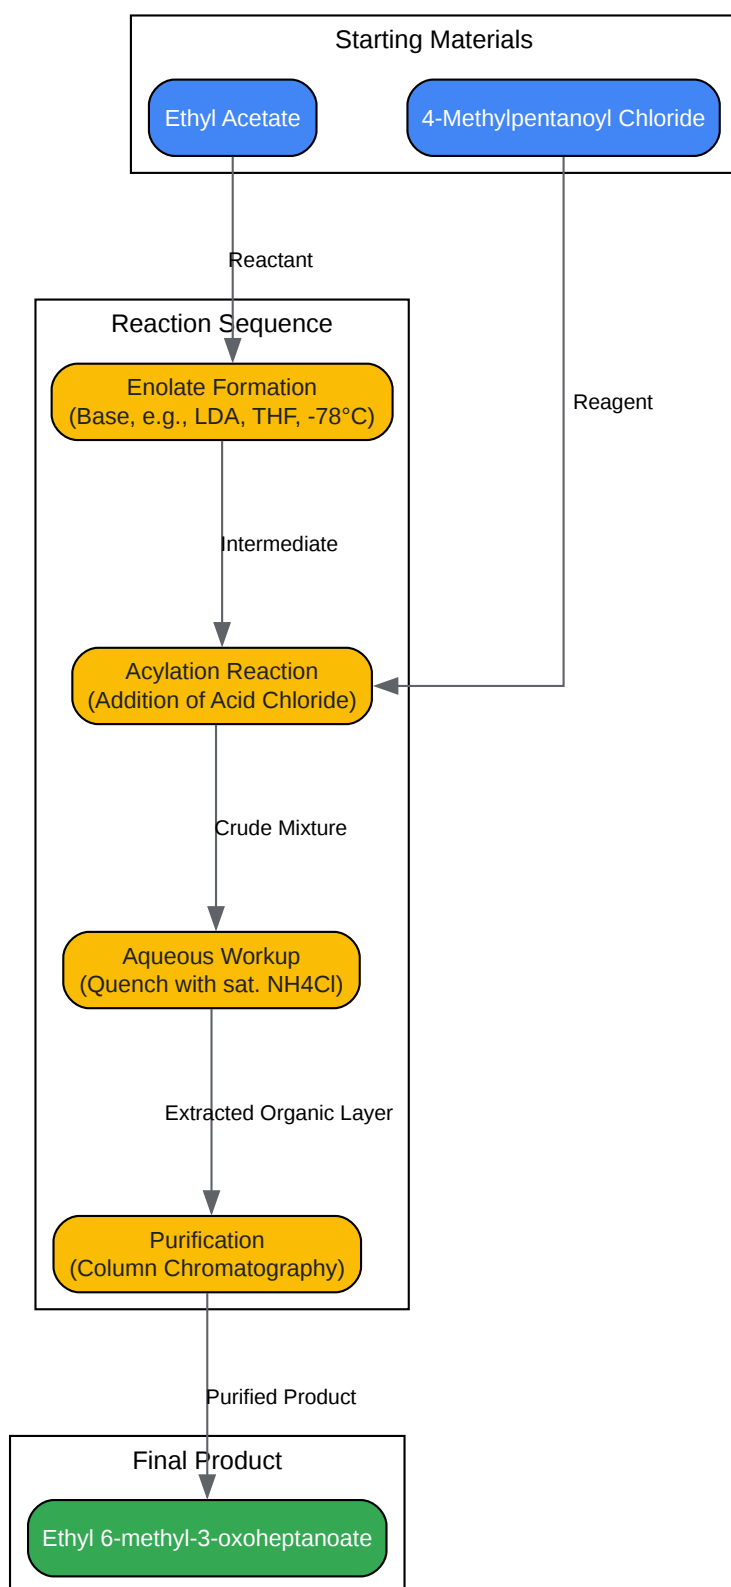 Starting Materials
Ethyl Acetate
4-Methylpentanoyl Chloride
Reactant
Reaction Sequence
Enolate Formation
(Base, e.g., LDA, THF, -78°C)
Reagent
Intermediate
Acylation Reaction
(Addition of Acid Chloride)
Crude Mixture
Aqueous Workup
(Quench with sat. NH4Cl)
Extracted Organic Layer
Purification
(Column Chromatography)
Purified Product
Final Product
Ethyl 6-methyl-3-oxoheptanoate